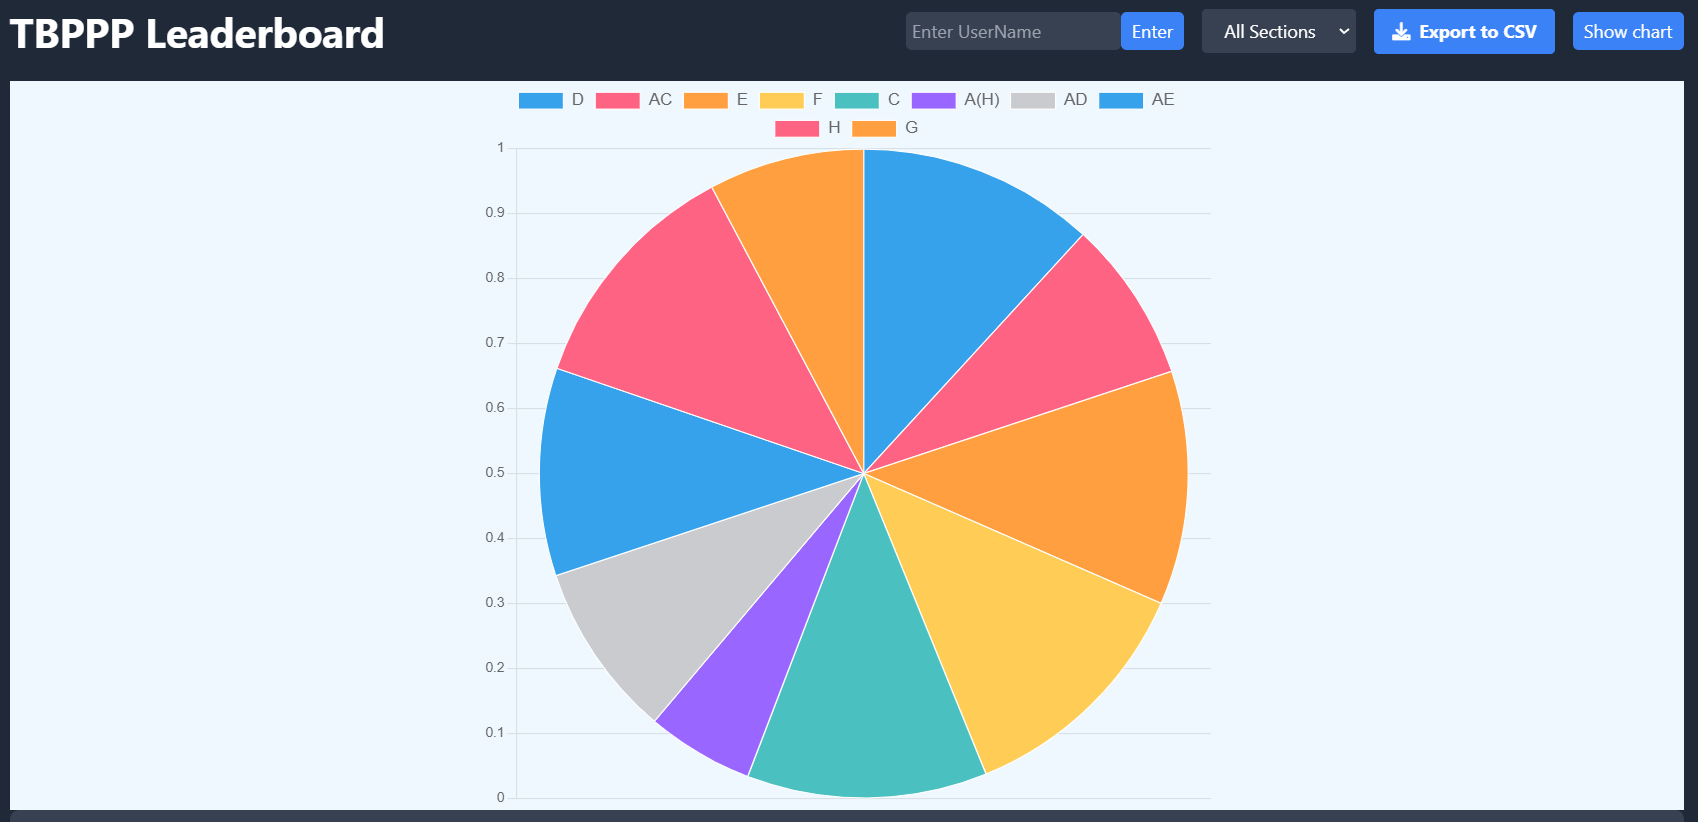 TBPPP Leaderboard
Enter UserName
Enter
All Sections
Export to CSV
Show chart
D AC E F C A(H) AD AE
H G
1
0.9
0.8
0.7
0.6
0.5
0.4
0.3
0.2
0.1
0